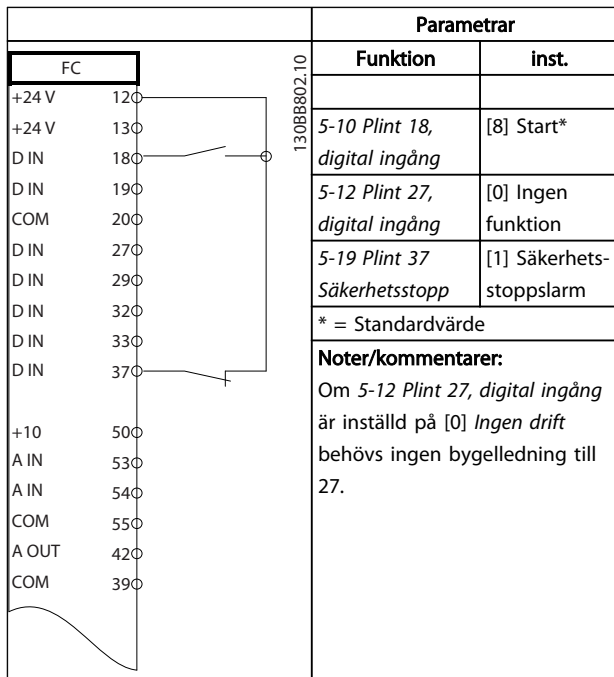 FC
+24 V 12
+24 V 13
D IN 18
D IN 19
COM 20
D IN 27
D IN 29
D IN 32
D IN 33
D IN 37
+10 50
A IN 53
A IN 54
COM 55
A OUT 42
COM 39
130BB802.10
Parametrar
Funktion inst.
5-10 Plint 18, [8] Start*
digital ingång
5-12 Plint 27, [0] Ingen
digital ingång funktion
5-19 Plint 37 [1] Säkerhets-
Säkerhetsstopp stoppslarm
* = Standardvärde
Noter/kommentarer:
Om 5-12 Plint 27, digital ingång
är inställd på [0] Ingen drift
behövs ingen bygelledning till
27.